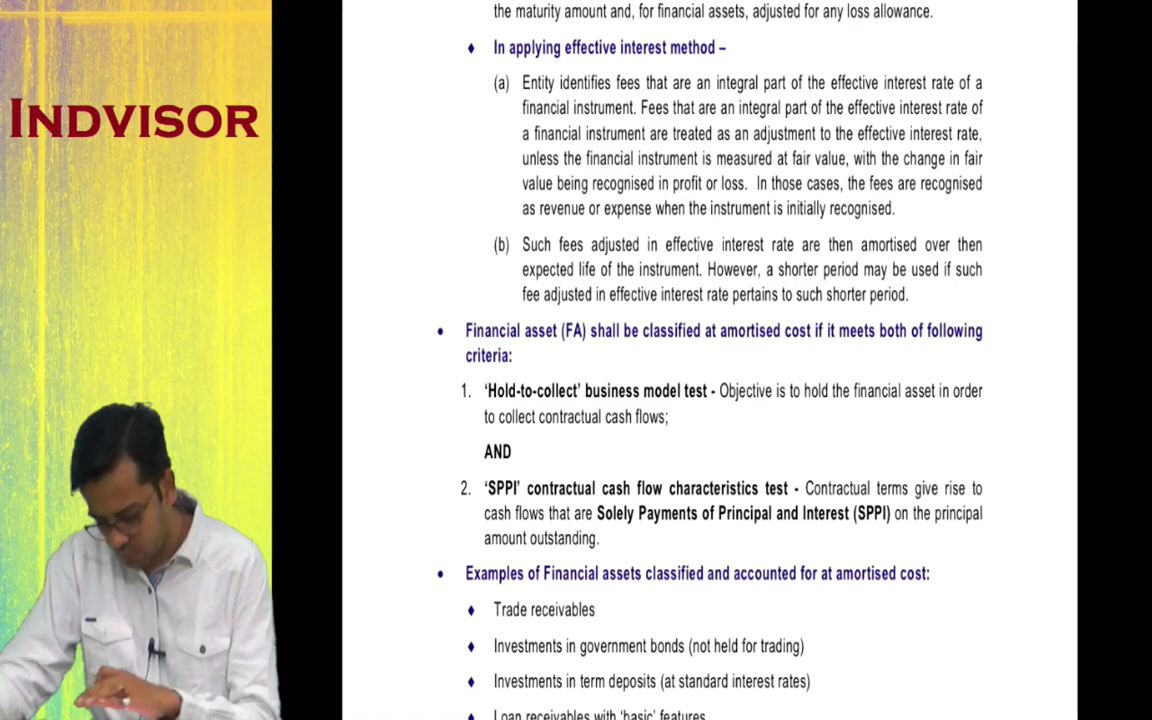 INDVISOR
the maturity amount and, for financial assets, adjusted for any loss allowance.
♦ In applying effective interest method –
(a) Entity identifies fees that are an integral part of the effective interest rate of a
financial instrument. Fees that are an integral part of the effective interest rate of
a financial instrument are treated as an adjustment to the effective interest rate,
unless the financial instrument is measured at fair value, with the change in fair
value being recognised in profit or loss. In those cases, the fees are recognised
as revenue or expense when the instrument is initially recognised.
(b) Such fees adjusted in effective interest rate are then amortised over then
expected life of the instrument. However, a shorter period may be used if such
fee adjusted in effective interest rate pertains to such shorter period.
• Financial asset (FA) shall be classified at amortised cost if it meets both of following
criteria:
1. ‘Hold-to-collect’ business model test - Objective is to hold the financial asset in order
to collect contractual cash flows;
AND
2. ‘SPPI’ contractual cash flow characteristics test - Contractual terms give rise to
cash flows that are Solely Payments of Principal and Interest (SPPI) on the principal
amount outstanding.
• Examples of Financial assets classified and accounted for at amortised cost:
♦ Trade receivables
♦ Investments in government bonds (not held for trading)
♦ Investments in term deposits (at standard interest rates)
♦ Loan receivables with ‘basic’ features